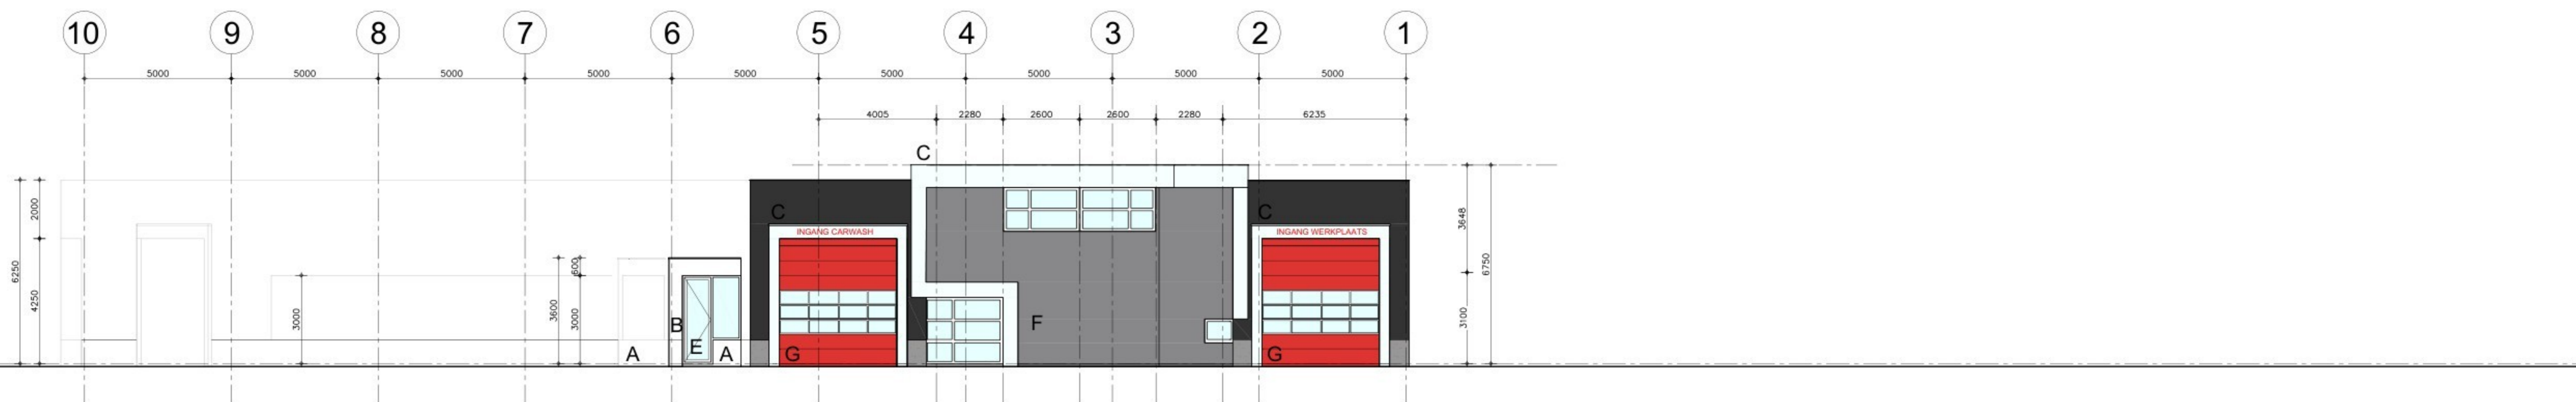 10 9 8 7 6 5 4 3 2 1
5000 5000 5000 5000 5000 5000 5000 5000 5000
4005 2280 2600 2600 2280 6235
C
6250
2000
4250
3000
3600
600
3000
C
INGANG CARWASH
C
INGANG WERKPLAATS
3648
6750
3100
B
E
A
A
G
F
G